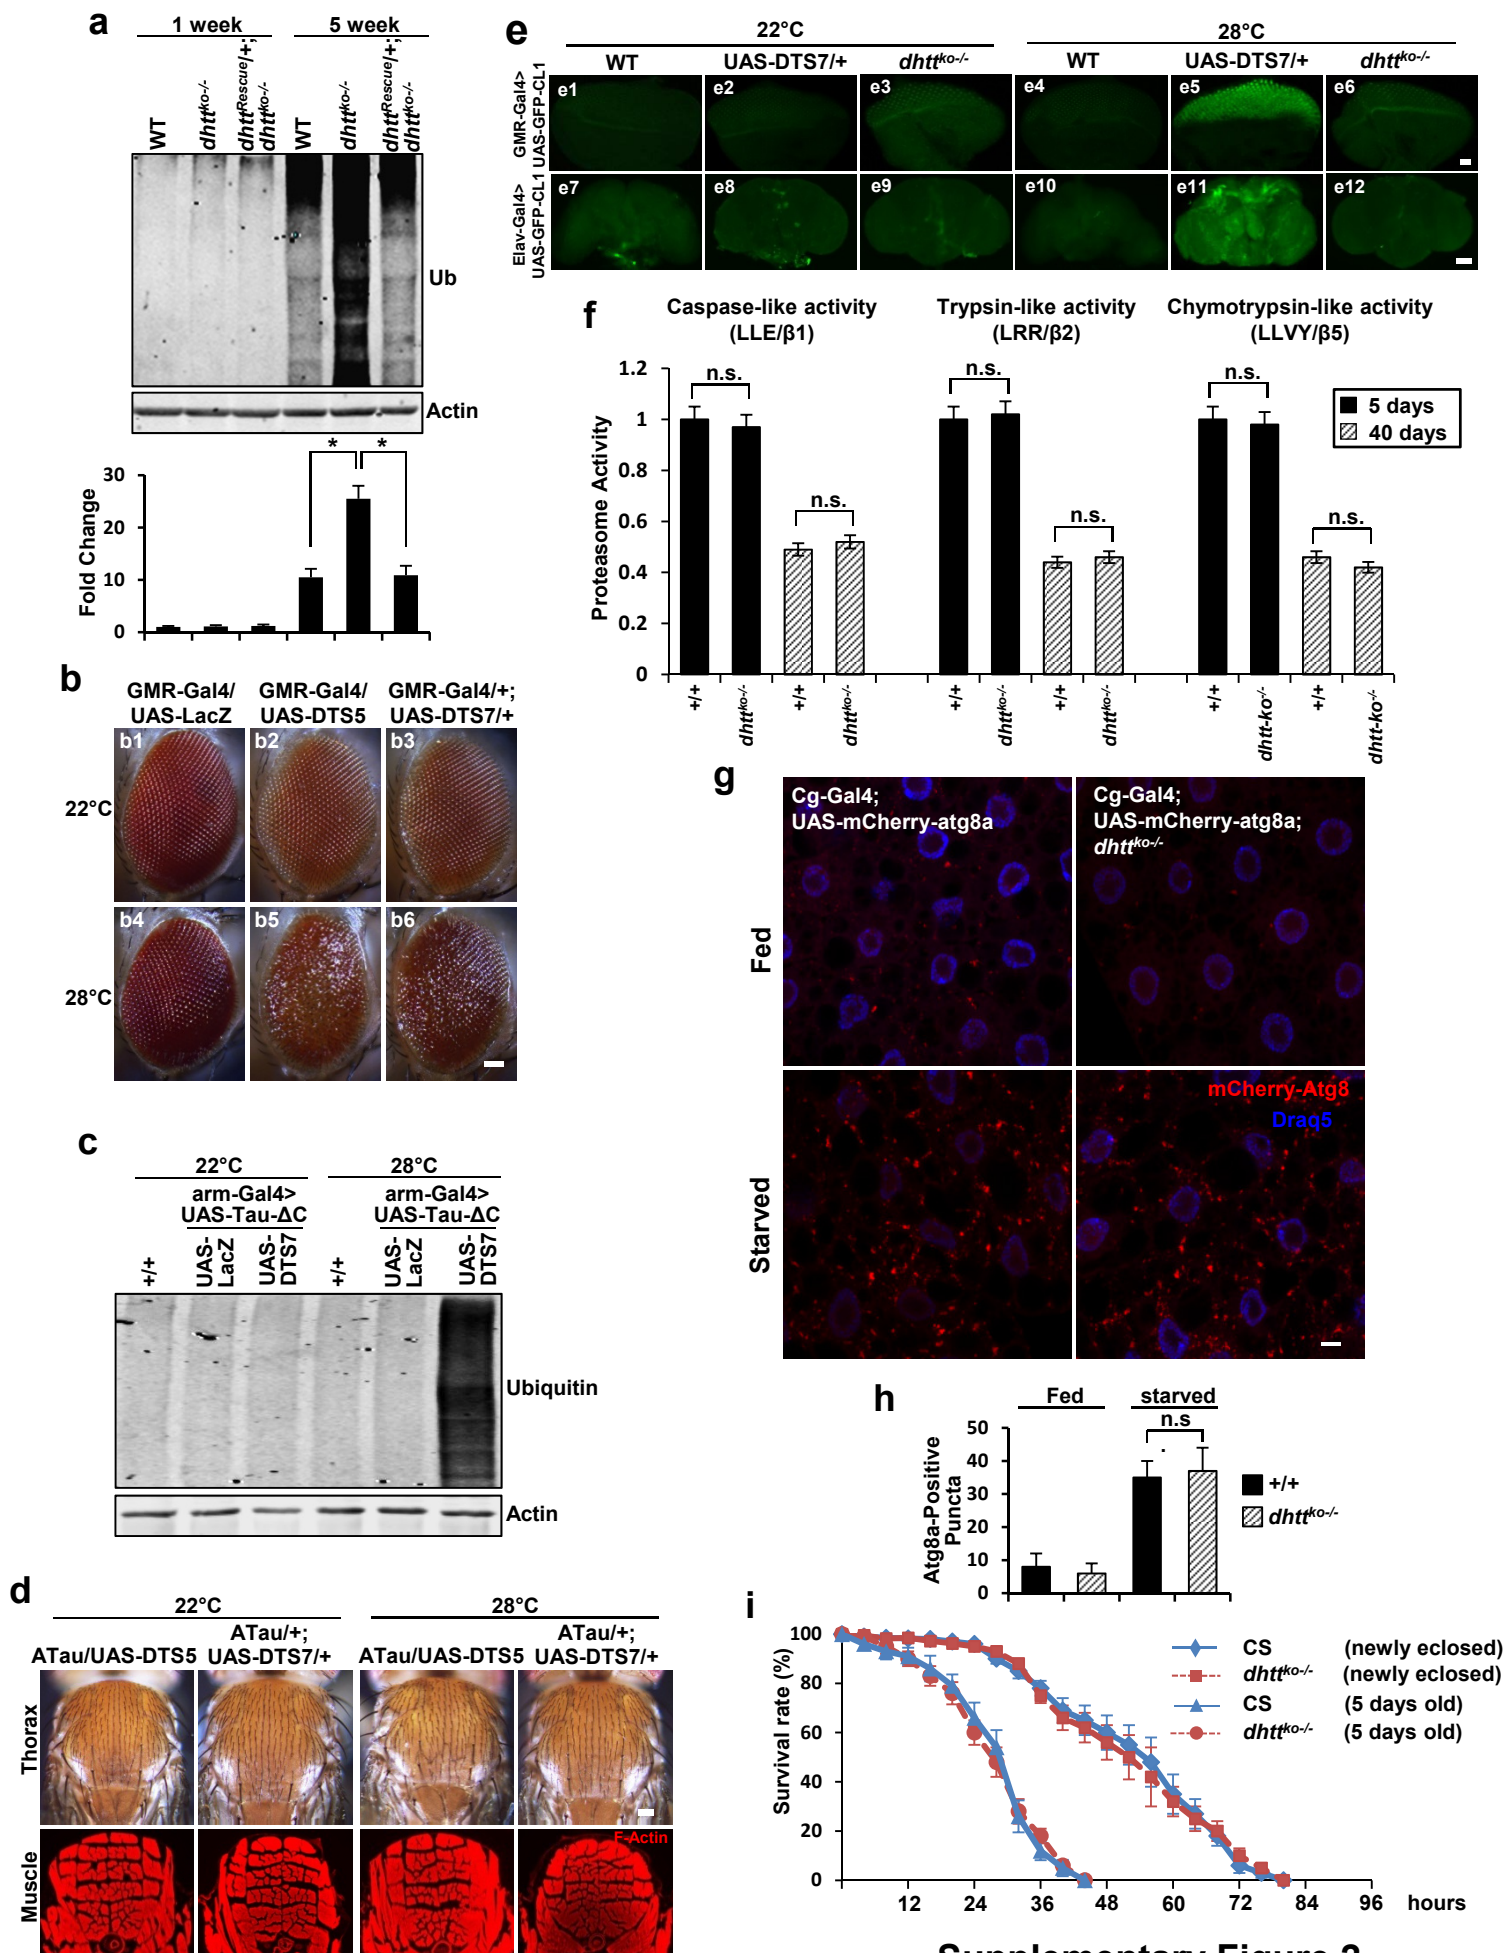 a
1 week
5 week
WT
dhtt^ko-/-
dhtt^Rescue/+;
dhtt^ko-/-
WT
dhtt^ko-/-
dhtt^Rescue/+;
dhtt^ko-/-
Ub
Actin
* *
Fold Change
30
20
10
0
b
GMR-Gal4/
UAS-LacZ
GMR-Gal4/
UAS-DTS5
GMR-Gal4/+;
UAS-DTS7/+
22°C
b1 b2 b3
28°C
b4 b5 b6
c
22°C
28°C
arm-Gal4>
UAS-Tau-ΔC
arm-Gal4>
UAS-Tau-ΔC
+/+
UAS-
LacZ
UAS-
DTS7
+/+
UAS-
LacZ
UAS-
DTS7
Ubiquitin
Actin
d
22°C
28°C
ATau/UAS-DTS5
ATau/+;
UAS-DTS7/+
ATau/UAS-DTS5
ATau/+;
UAS-DTS7/+
Thorax
Muscle
F-Actin
e
22°C
28°C
WT
UAS-DTS7/+
dhtt^ko-/-
WT
UAS-DTS7/+
dhtt^ko-/-
GMR-Gal4>
UAS-GFP-CL1
e1 e2 e3 e4 e5 e6
Elav-Gal4>
UAS-GFP-CL1
e7 e8 e9 e10 e11 e12
f
Caspase-like activity
(LLE/β1)
Trypsin-like activity
(LRR/β2)
Chymotrypsin-like activity
(LLVY/β5)
Proteasome Activity
1.2
1
0.8
0.6
0.4
0.2
0
n.s.
n.s.
n.s.
n.s.
n.s.
n.s.
5 days
40 days
+/+
dhtt^ko-/-
+/+
dhtt^ko-/-
+/+
dhtt^ko-/-
+/+
dhtt^ko-/-
+/+
dhtt-ko^-/-
+/+
dhtt-ko^-/-
g
Cg-Gal4;
UAS-mCherry-atg8a
Cg-Gal4;
UAS-mCherry-atg8a;
dhtt^ko-/-
Fed
Starved
mCherry-Atg8
Draq5
h
Fed
starved
n.s
.
Atg8a-Positive
Puncta
50
40
30
20
10
0
+/+
dhtt^ko-/-
i
Survival rate (%)
100
80
60
40
20
0
CS (newly eclosed)
dhtt^ko-/- (newly eclosed)
CS (5 days old)
dhtt^ko-/- (5 days old)
12 24 36 48 60 72 84 96 hours
Supplementary Figure 2